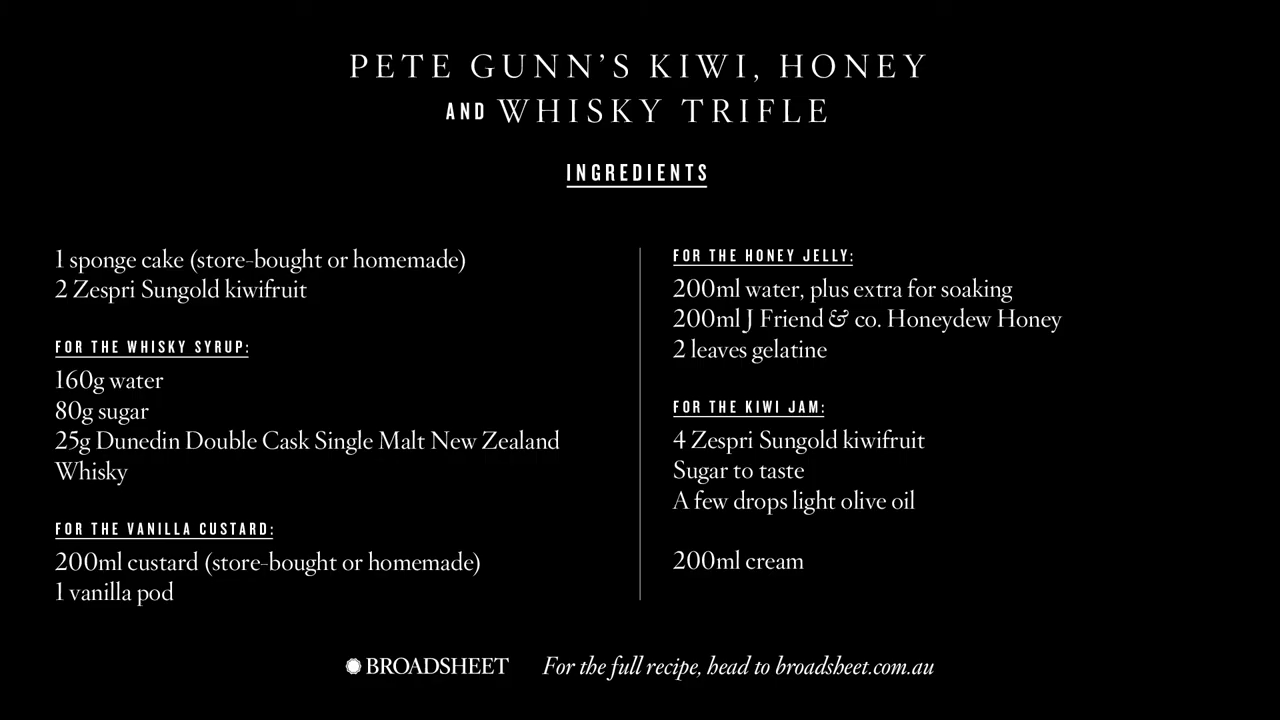 PETE GUNN’S KIWI, HONEY
AND WHISKY TRIFLE
INGREDIENTS
1 sponge cake (store-bought or homemade)
2 Zespri Sungold kiwifruit
FOR THE WHISKY SYRUP:
160g water
80g sugar
25g Dunedin Double Cask Single Malt New Zealand
Whisky
FOR THE VANILLA CUSTARD:
200ml custard (store-bought or homemade)
1 vanilla pod
FOR THE HONEY JELLY:
200ml water, plus extra for soaking
200ml J Friend & co. Honeydew Honey
2 leaves gelatine
FOR THE KIWI JAM:
4 Zespri Sungold kiwifruit
Sugar to taste
A few drops light olive oil
200ml cream
BROADSHEET For the full recipe, head to broadsheet.com.au